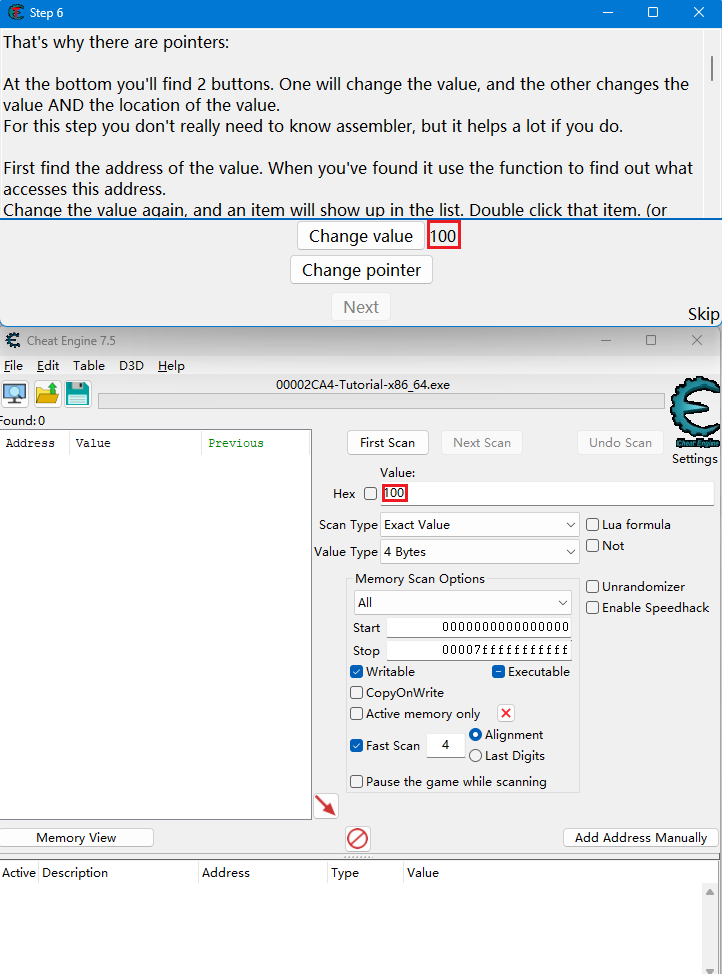 Step 6
That's why there are pointers:
At the bottom you'll find 2 buttons. One will change the value, and the other changes the
value AND the location of the value.
For this step you don't really need to know assembler, but it helps a lot if you do.
First find the address of the value. When you've found it use the function to find out what
accesses this address.
Change the value again, and an item will show up in the list. Double click that item. (or
Change value 100
Change pointer
Next
Skip
Cheat Engine 7.5
File Edit Table D3D Help
00002CA4-Tutorial-x86_64.exe
Found:0
Address Value Previous
First Scan Next Scan Undo Scan
Cheat Engine
Settings
Value:
Hex 100
Scan Type Exact Value
Lua formula
Value Type 4 Bytes
Not
Memory Scan Options
All
Unrandomizer
Enable Speedhack
Start 0000000000000000
Stop 00007fffffffffff
Writable Executable
CopyOnWrite
Active memory only
Fast Scan 4 Alignment
Last Digits
Pause the game while scanning
Memory View Add Address Manually
Active Description Address Type Value